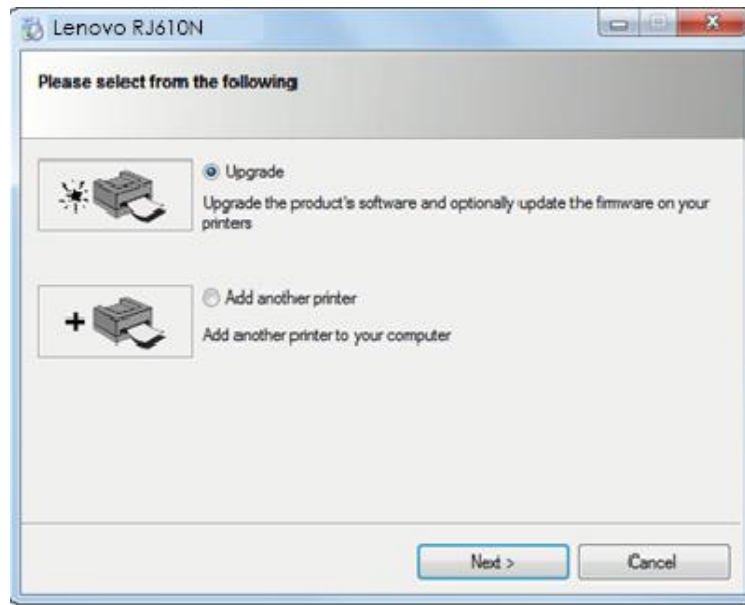 Lenovo RJ610N
Please select from the following
Upgrade
Upgrade the product's software and optionally update the firmware on your
printers
Add another printer
Add another printer to your computer
Next >
Cancel